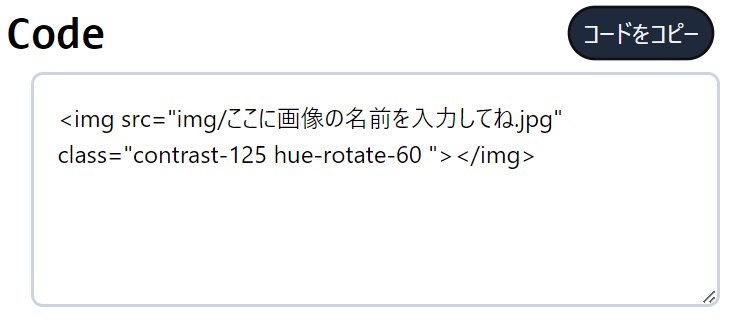 Code
コードをコピー
<img src="img/ここに画像の名前を入力してね.jpg"
class="contrast-125 hue-rotate-60 "></img>